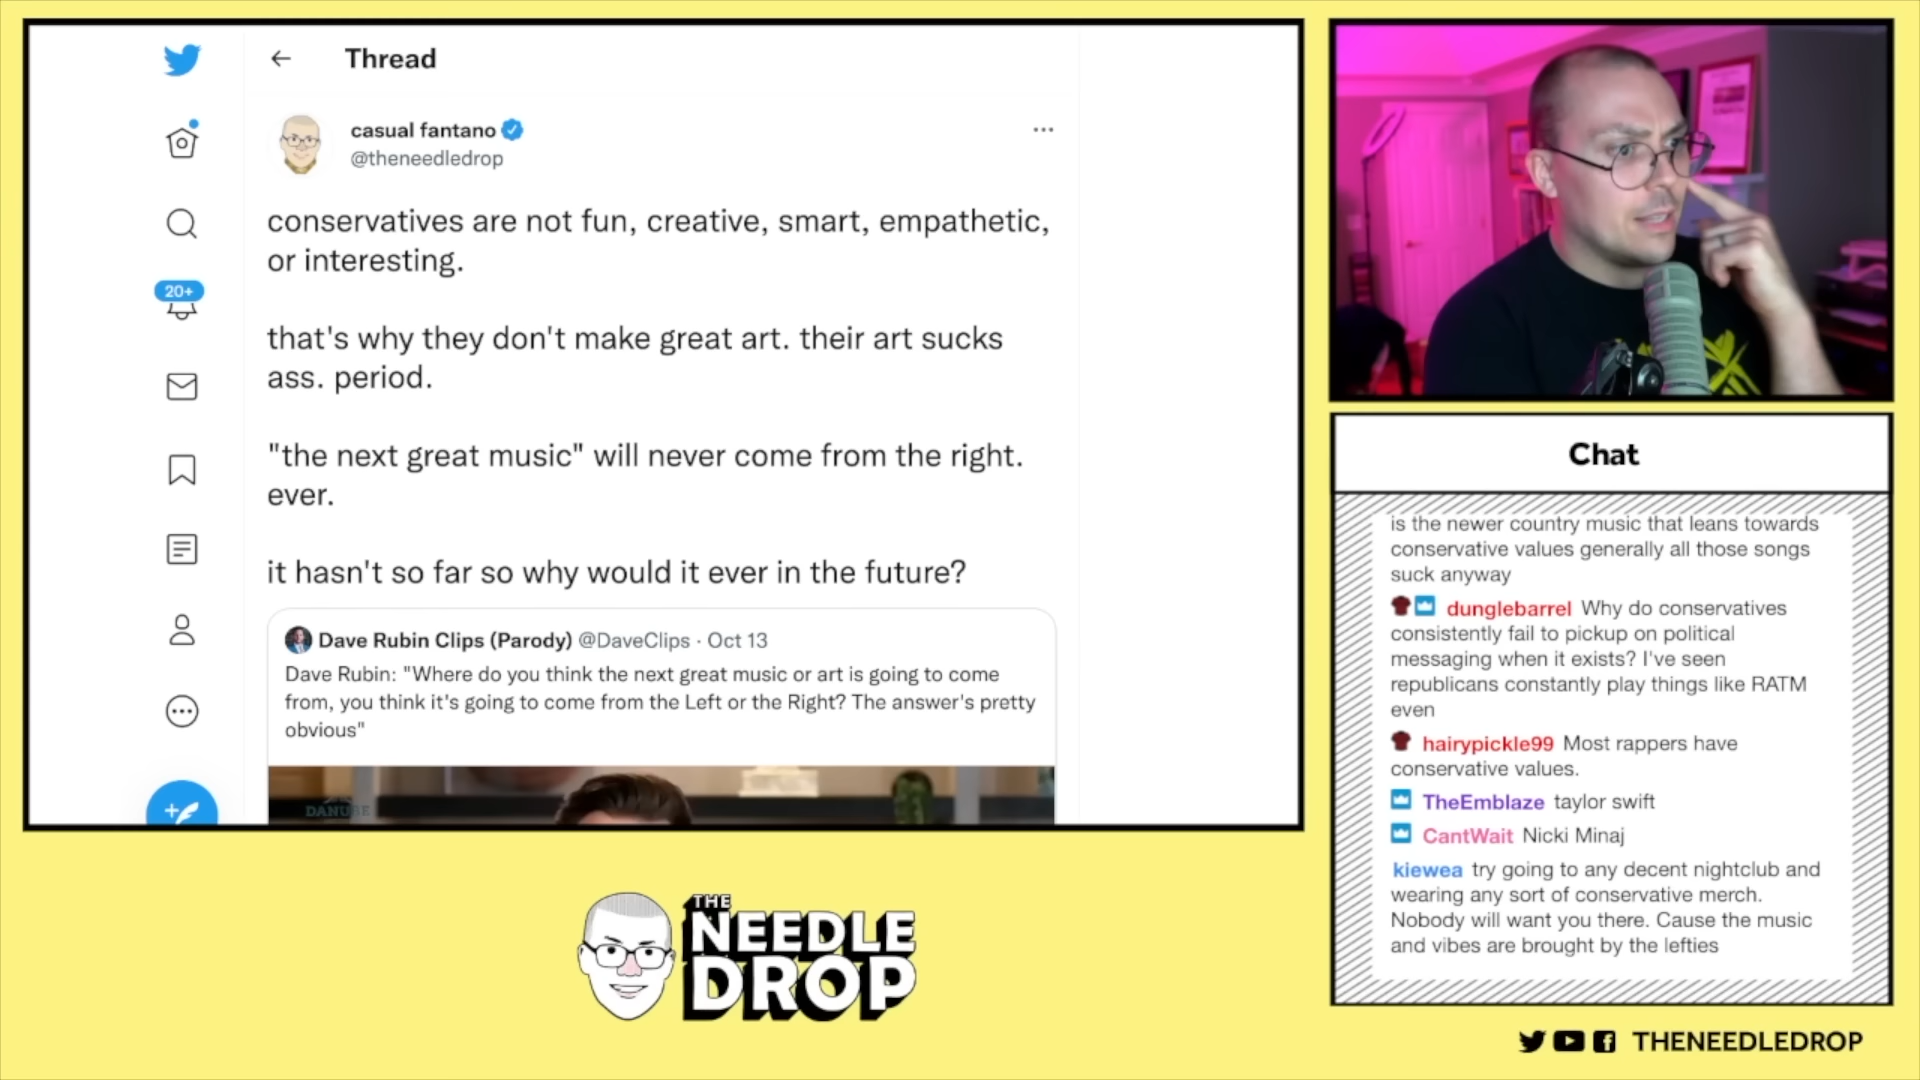 Thread
casual fantano
@theneedledrop
conservatives are not fun, creative, smart, empathetic,
or interesting.
that's why they don't make great art. their art sucks
ass. period.
"the next great music" will never come from the right.
ever.
it hasn't so far so why would it ever in the future?
Dave Rubin Clips (Parody) @DaveClips · Oct 13
Dave Rubin: "Where do you think the next great music or art is going to come
from, you think it's going to come from the Left or the Right? The answer's pretty
obvious"
DANUBE
20+
THE
NEEDLE
DROP
Chat
is the newer country music that leans towards
conservative values generally all those songs
suck anyway
dunglebarrel Why do conservatives
consistently fail to pickup on political
messaging when it exists? I've seen
republicans constantly play things like RATM
even
hairypickle99 Most rappers have
conservative values.
TheEmblaze taylor swift
CantWait Nicki Minaj
kiewea try going to any decent nightclub and
wearing any sort of conservative merch.
Nobody will want you there. Cause the music
and vibes are brought by the lefties
THENEEDLEDROP